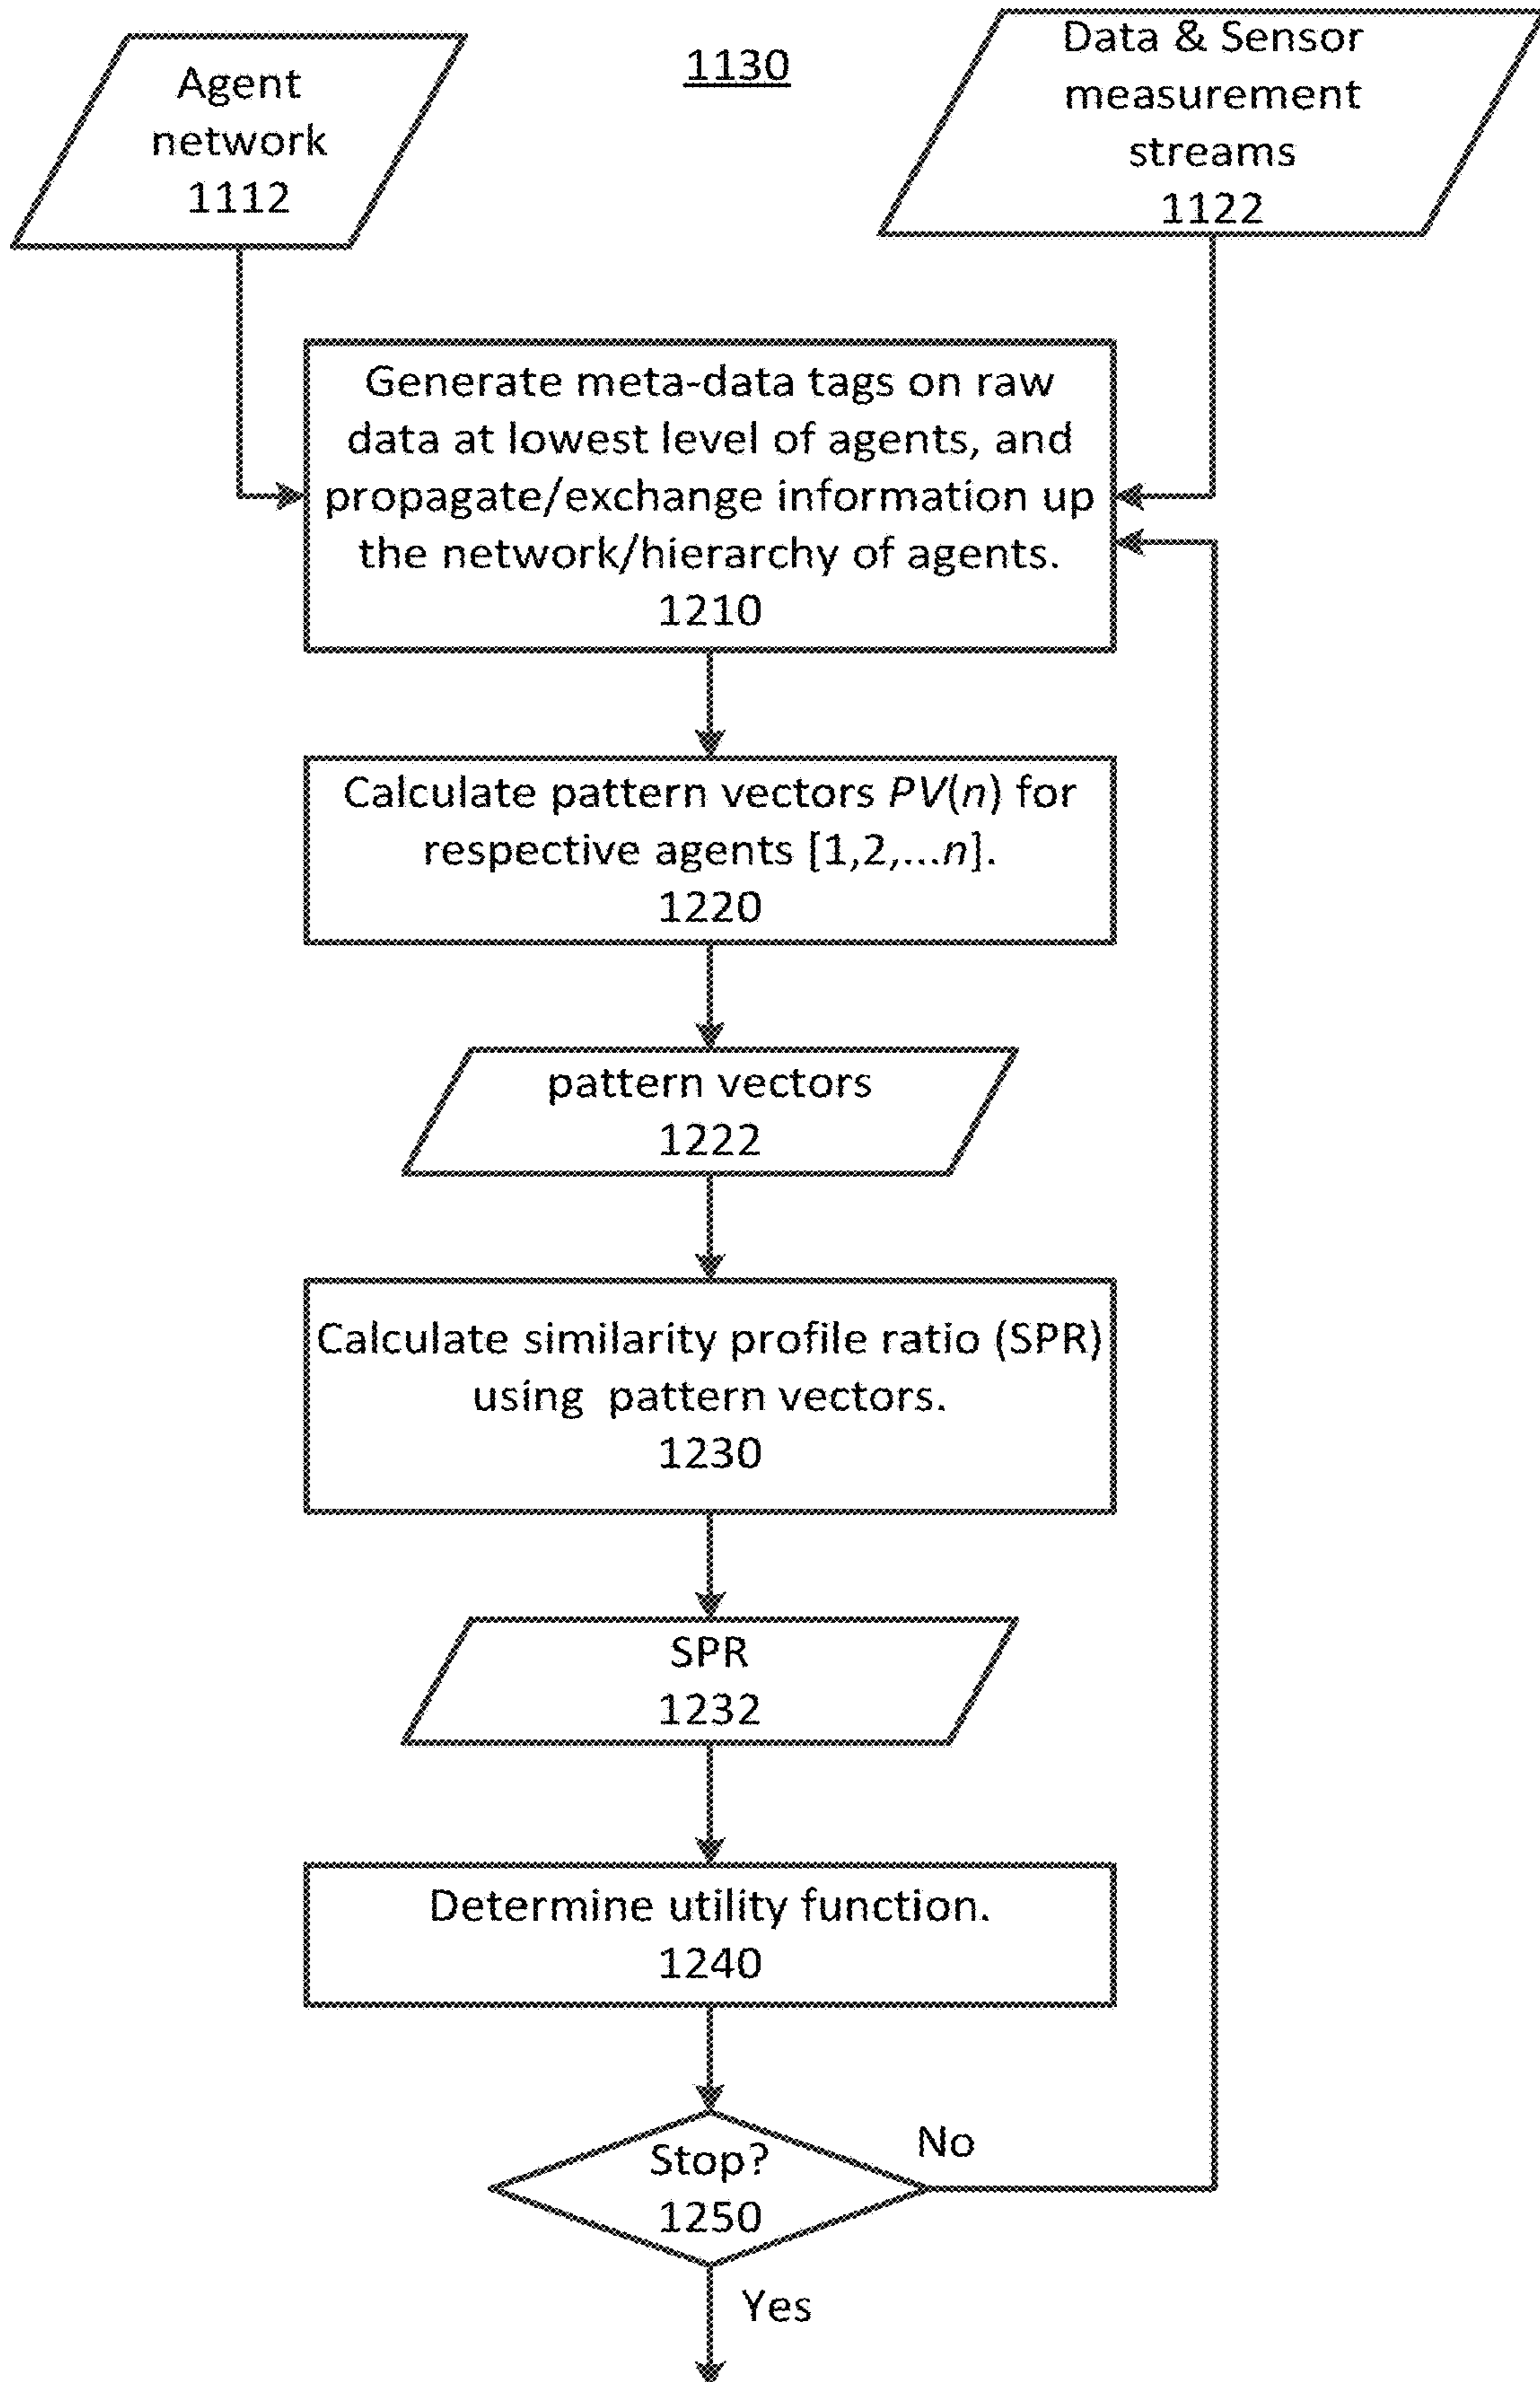 Agent
network
1112
1130
Data & Sensor
measurement
streams
1122
Generate meta-data tags on raw
data at lowest level of agents, and
propagate/exchange information up
the network/hierarchy of agents.
1210
Calculate pattern vectors PV(n) for
respective agents [1,2,...n].
1220
pattern vectors
1222
Calculate similarity profile ratio (SPR)
using pattern vectors.
1230
SPR
1232
Determine utility function.
1240
Stop?
1250
No
Yes